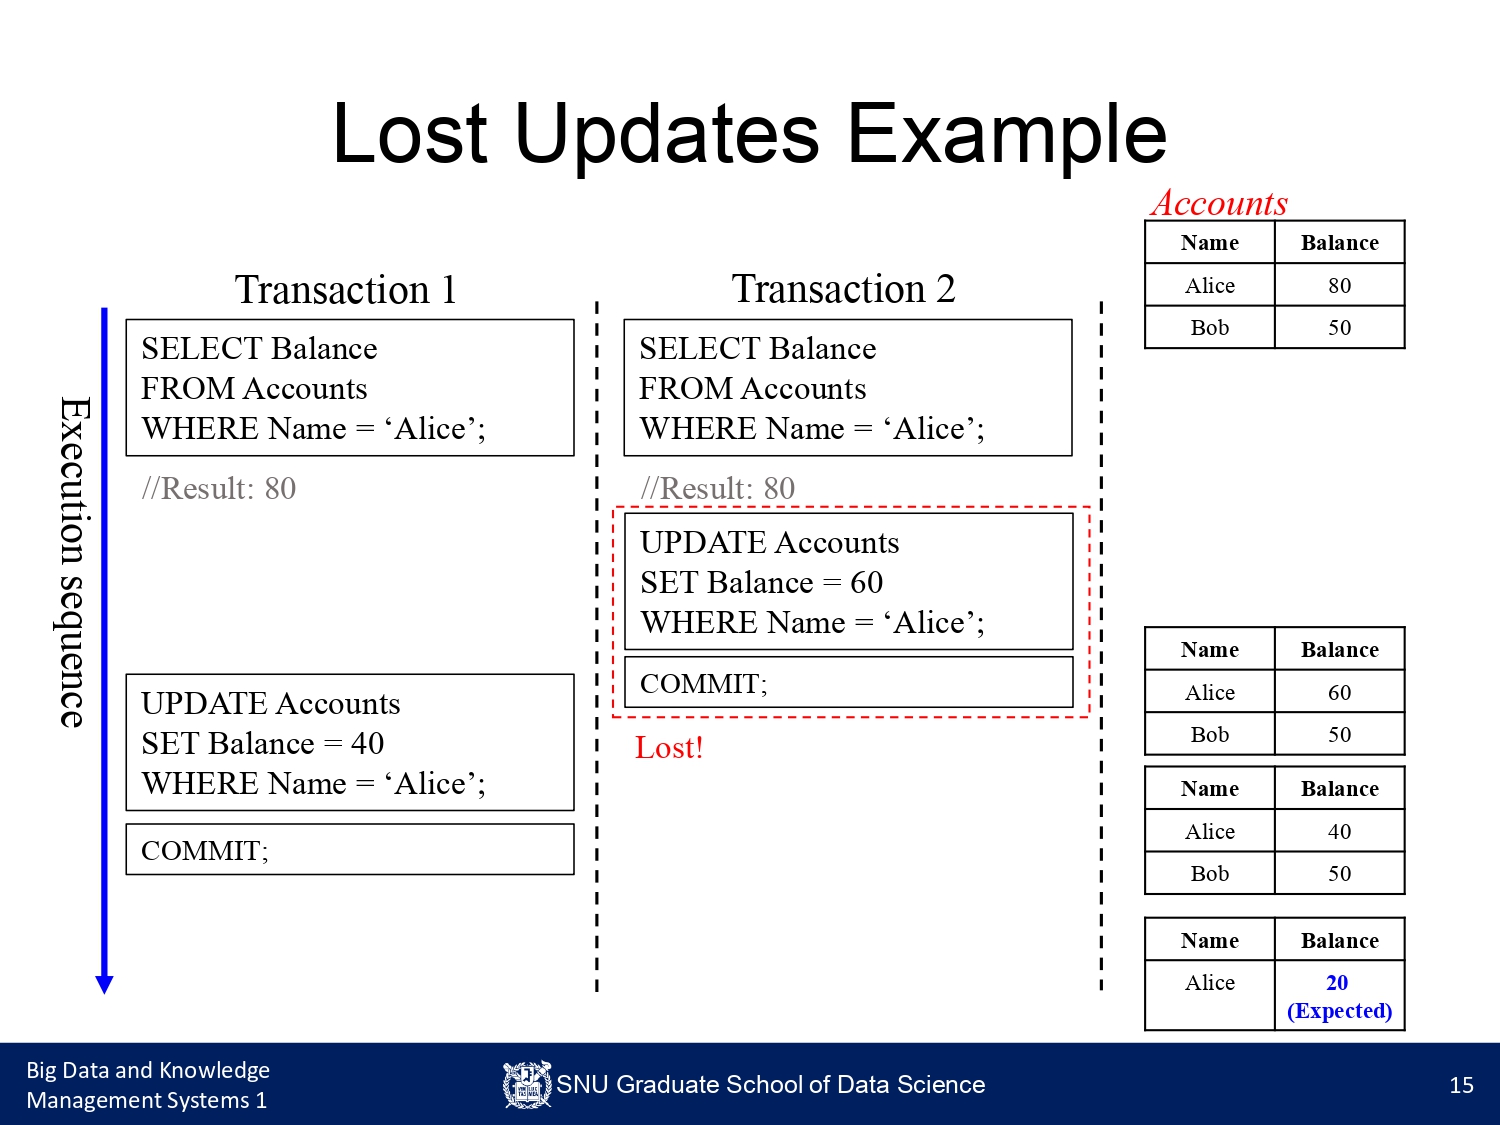 Lost Updates Example
Accounts
Name Balance
Alice 80
Bob 50
Transaction 1
SELECT Balance
FROM Accounts
WHERE Name = ‘Alice’;
//Result: 80
UPDATE Accounts
SET Balance = 40
WHERE Name = ‘Alice’;
COMMIT;
Transaction 2
SELECT Balance
FROM Accounts
WHERE Name = ‘Alice’;
//Result: 80
UPDATE Accounts
SET Balance = 60
WHERE Name = ‘Alice’;
COMMIT;
Lost!
Execution sequence
Name Balance
Alice 60
Bob 50
Name Balance
Alice 40
Bob 50
Name Balance
Alice 20
(Expected)
Big Data and Knowledge
Management Systems 1
SNU Graduate School of Data Science
15